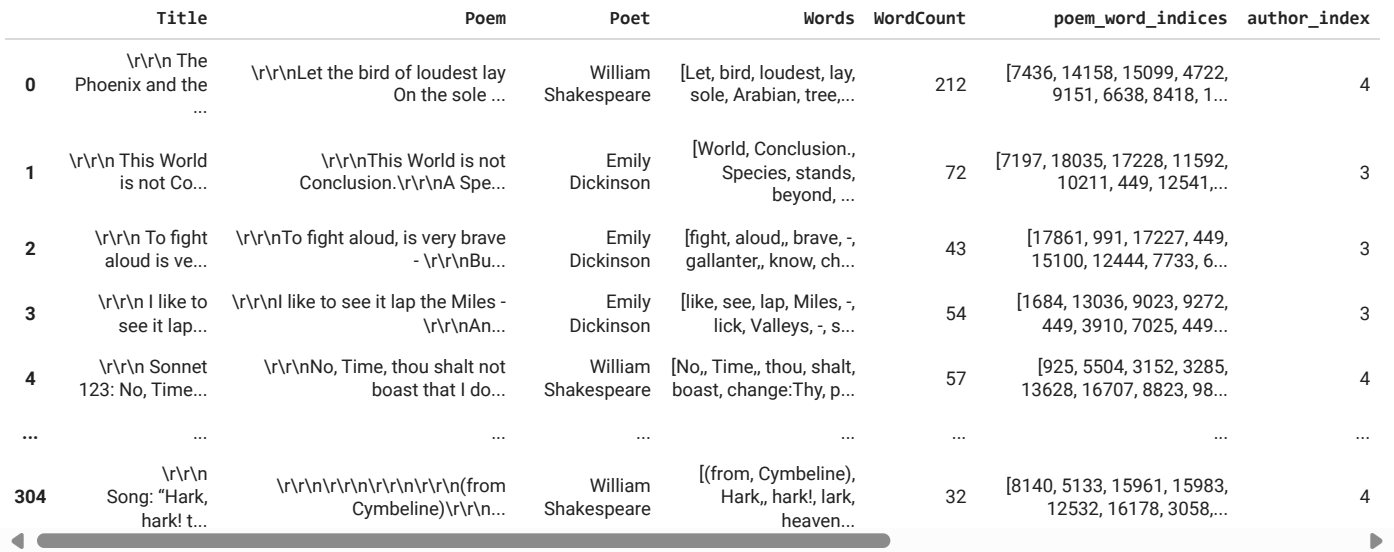 Title Poem Poet Words WordCount poem_word_indices author_index
\r\r\n The
Phoenix and the
...
\r\r\nLet the bird of loudest lay
On the sole ...
William
Shakespeare
[Let, bird, loudest, lay,
sole, Arabian, tree,...
212
[7436, 14158, 15099, 4722,
9151, 6638, 8418, 1...
4
0
\r\r\n This World
is not Co...
\r\r\nThis World is not
Conclusion.\r\r\nA Spe...
Emily
Dickinson
[World, Conclusion.,
Species, stands,
beyond, ...
72
[7197, 18035, 17228, 11592,
10211, 449, 12541,...
3
1
\r\r\n To fight
aloud is ve...
\r\r\nTo fight aloud, is very brave
- \r\r\nBu...
Emily
Dickinson
[fight, aloud,, brave, -,
gallanter,, know, ch...
43
[17861, 991, 17227, 449,
15100, 12444, 7733, 6...
3
2
\r\r\n I like to
see it lap...
\r\r\nI like to see it lap the Miles -
\r\r\nAn...
Emily
Dickinson
[like, see, lap, Miles, -,
lick, Valleys, -, s...
54
[1684, 13036, 9023, 9272,
449, 3910, 7025, 449...
3
3
\r\r\n Sonnet
123: No, Time...
\r\r\nNo, Time, thou shalt not
boast that I do...
William
Shakespeare
[No,, Time,, thou, shalt,
boast, change:Thy, p...
57
[925, 5504, 3152, 3285,
13628, 16707, 8823, 98...
4
4
... ... ... ... ... ... ... ...
\r\r\n
Song: “Hark,
hark! t...
\r\r\n\r\r\n\r\r\n\r\r\n(from
Cymbeline)\r\r\n...
William
Shakespeare
[(from, Cymbeline),
Hark,, hark!, lark,
heaven...
32
[8140, 5133, 15961, 15983,
12532, 16178, 3058,...
4
304